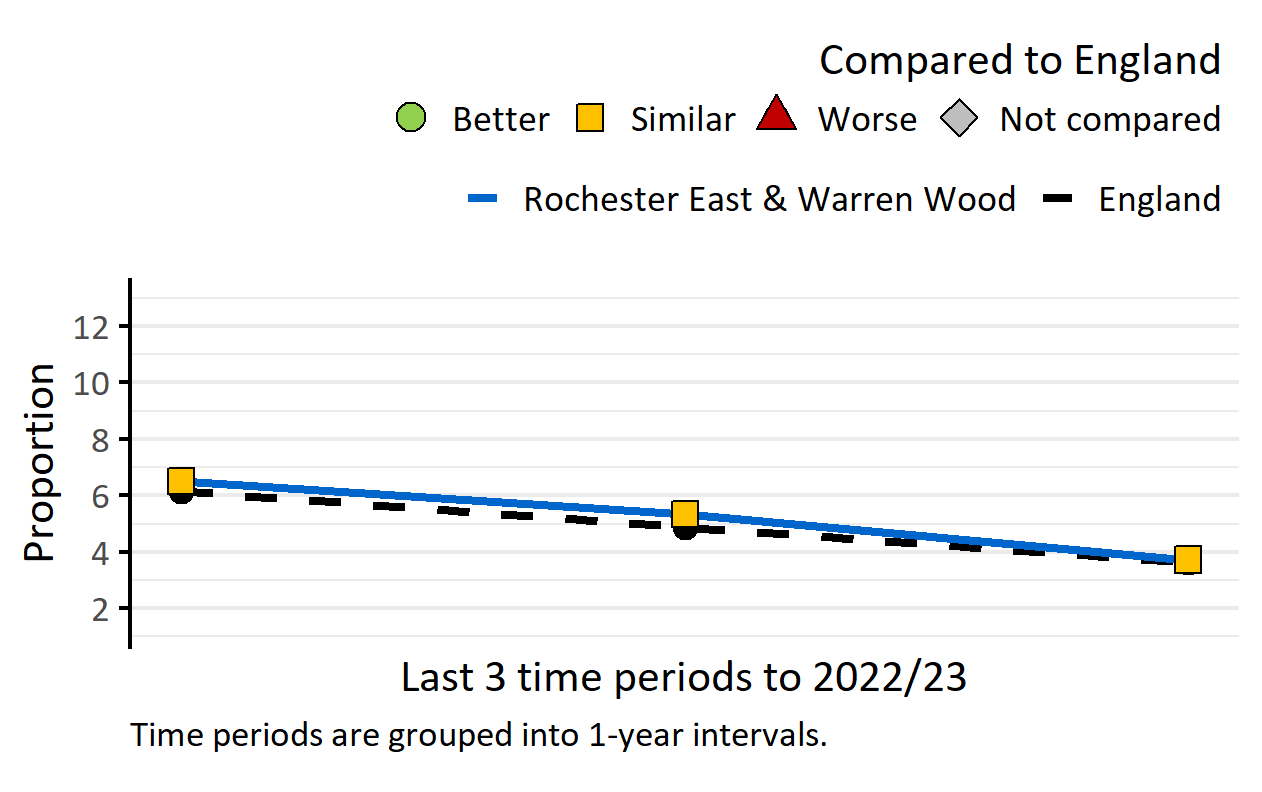 Compared to England
Better Similar Worse Not compared
Rochester East & Warren Wood England
12
10
8
6
4
2
Proportion
Last 3 time periods to 2022/23
Time periods are grouped into 1-year intervals.